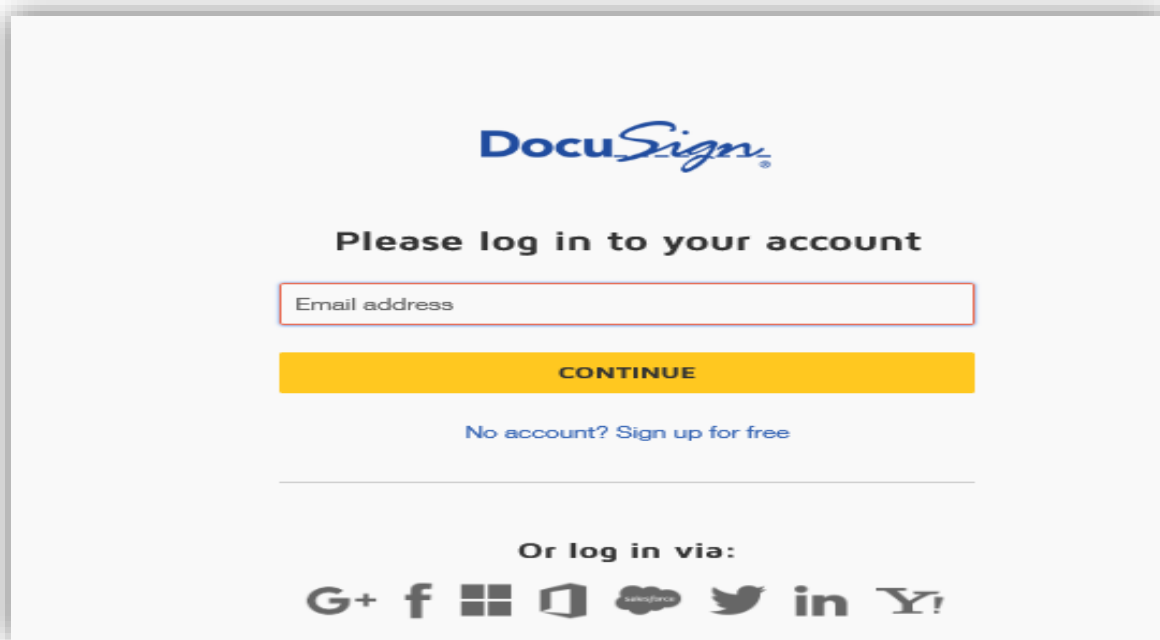 DocuSign®
Please log in to your account
Email address
CONTINUE
No account? Sign up for free
Or log in via:
G+ f salesforce in Y!